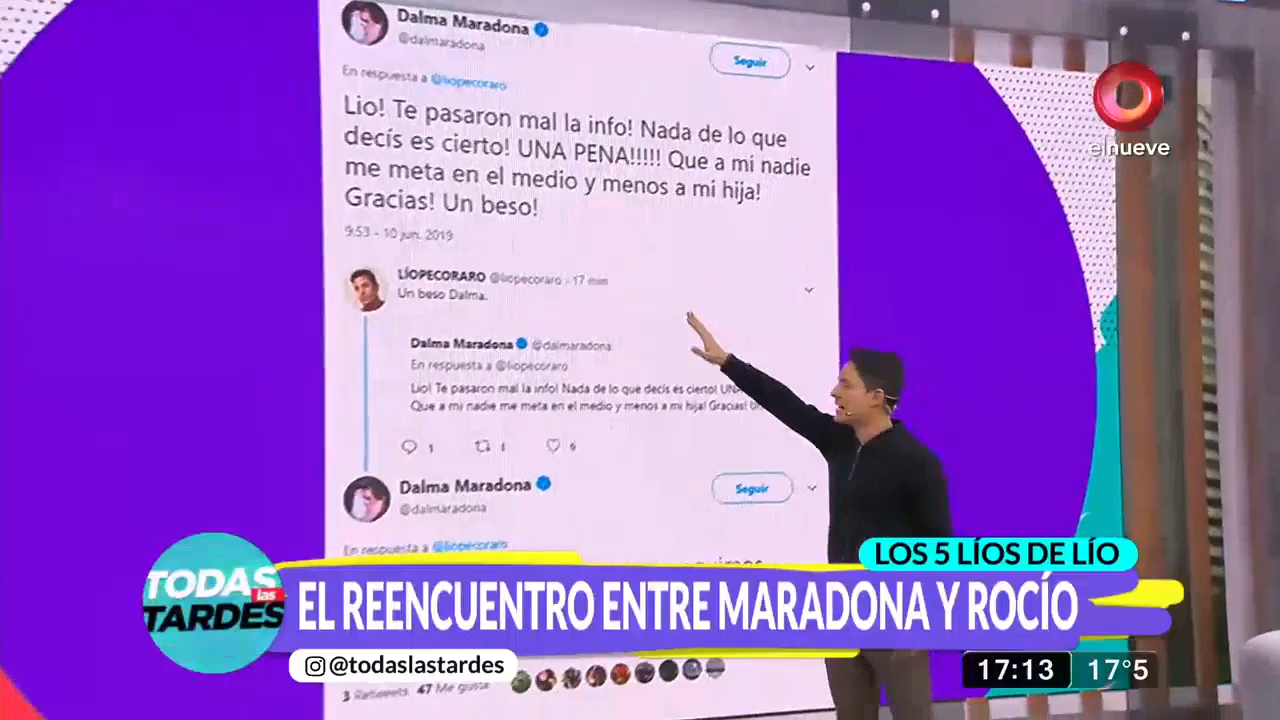 Dalma Maradona
@dalmaradona
Seguir
En respuesta a @liopecoraro
Lio! Te pasaron mal la info! Nada de lo que
decís es cierto! UNA PENA!!!!! Que a mi nadie
me meta en el medio y menos a mi hija!
Gracias! Un beso!
9:53 - 10 jun. 2019
LÍOPECORARO @liopecoraro - 17 min
Un beso Dalma.
Dalma Maradona @dalmaradona
En respuesta a @liopecoraro
Lio! Te pasaron mal la info! Nada de lo que decís es cierto! UNA
Que a mi nadie me meta en el medio y menos a mi hija! Gracias!
1 1 6
Dalma Maradona
@dalmaradona
Seguir
En respuesta a @liopecoraro
elnueve
LOS 5 LÍOS DE LÍO
TODAS
las
TARDES
EL REENCUENTRO ENTRE MARADONA Y ROCÍO
@todaslastardes
3 Retweets 47 Me gusta
17:13 17°5